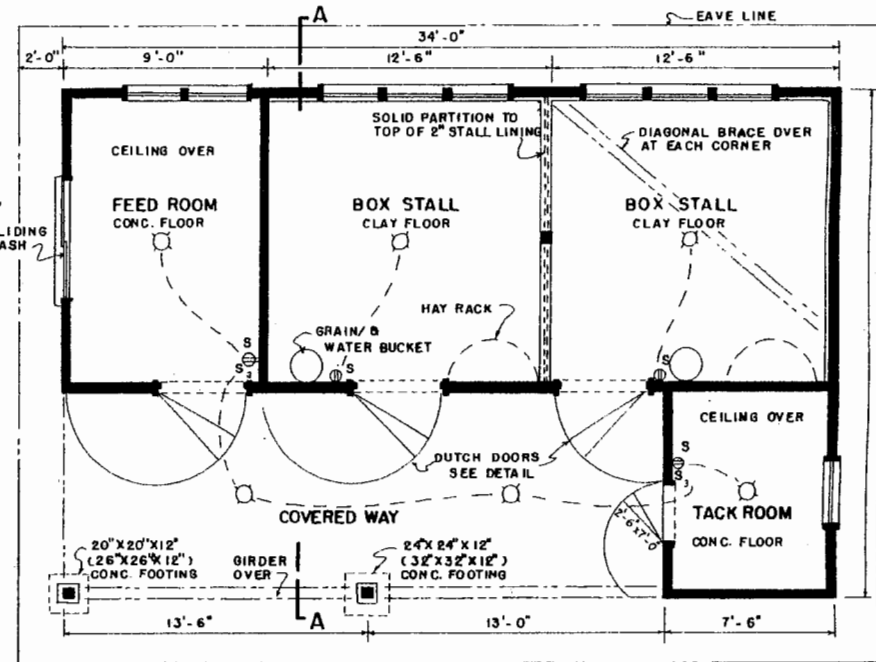 A
EAVE LINE
34'-0"
2'-0"
9'-0"
12'-6"
12'-6"
SOLID PARTITION TO
TOP OF 2" STALL LINING
DIAGONAL BRACE OVER
AT EACH CORNER
CEILING OVER
FEED ROOM
CONC. FLOOR
BOX STALL
CLAY FLOOR
BOX STALL
CLAY FLOOR
LIDING
ASH
HAY RACK
GRAIN/&
WATER BUCKET
S
S3
S
S
CEILING OVER
DUTCH DOORS
SEE DETAIL
S
S3
TACK ROOM
CONC. FLOOR
2'-6"x7'-0"
COVERED WAY
20"X20"X12"
(26"X26"X12")
CONC. FOOTING
GIRDER
OVER
24"X24"X12"
(32"X32"X12")
CONC. FOOTING
A
13'-6"
13'-0"
7'-6"